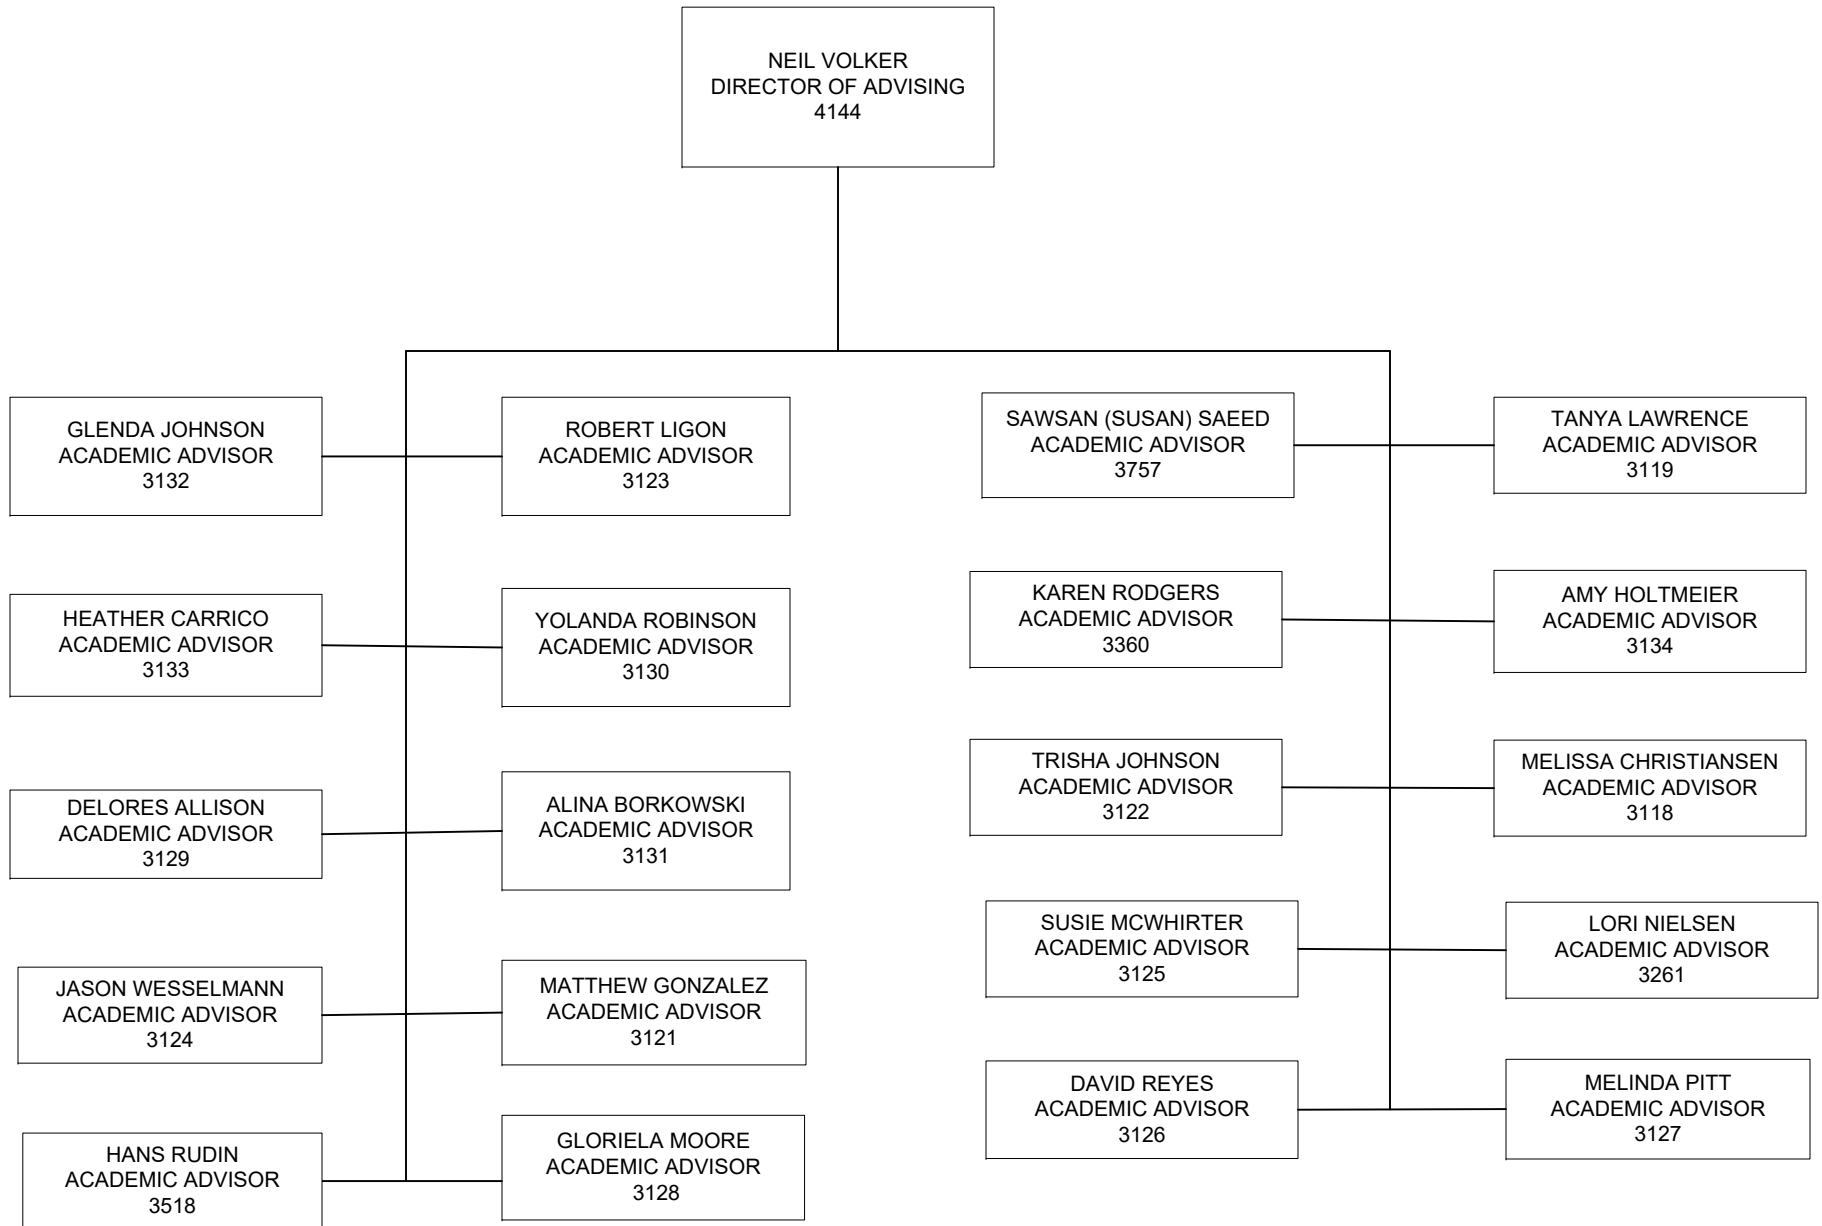 NEIL VOLKER
DIRECTOR OF ADVISING
4144
GLENDA JOHNSON
ACADEMIC ADVISOR
3132
ROBERT LIGON
ACADEMIC ADVISOR
3123
SAWSAN (SUSAN) SAEED
ACADEMIC ADVISOR
3757
TANYA LAWRENCE
ACADEMIC ADVISOR
3119
HEATHER CARRICO
ACADEMIC ADVISOR
3133
YOLANDA ROBINSON
ACADEMIC ADVISOR
3130
KAREN RODGERS
ACADEMIC ADVISOR
3360
AMY HOLTMEIER
ACADEMIC ADVISOR
3134
DELORES ALLISON
ACADEMIC ADVISOR
3129
ALINA BORKOWSKI
ACADEMIC ADVISOR
3131
TRISHA JOHNSON
ACADEMIC ADVISOR
3122
MELISSA CHRISTIANSEN
ACADEMIC ADVISOR
3118
JASON WESSELMANN
ACADEMIC ADVISOR
3124
MATTHEW GONZALEZ
ACADEMIC ADVISOR
3121
SUSIE MCWHIRTER
ACADEMIC ADVISOR
3125
LORI NIELSEN
ACADEMIC ADVISOR
3261
HANS RUDIN
ACADEMIC ADVISOR
3518
GLORIELA MOORE
ACADEMIC ADVISOR
3128
DAVID REYES
ACADEMIC ADVISOR
3126
MELINDA PITT
ACADEMIC ADVISOR
3127